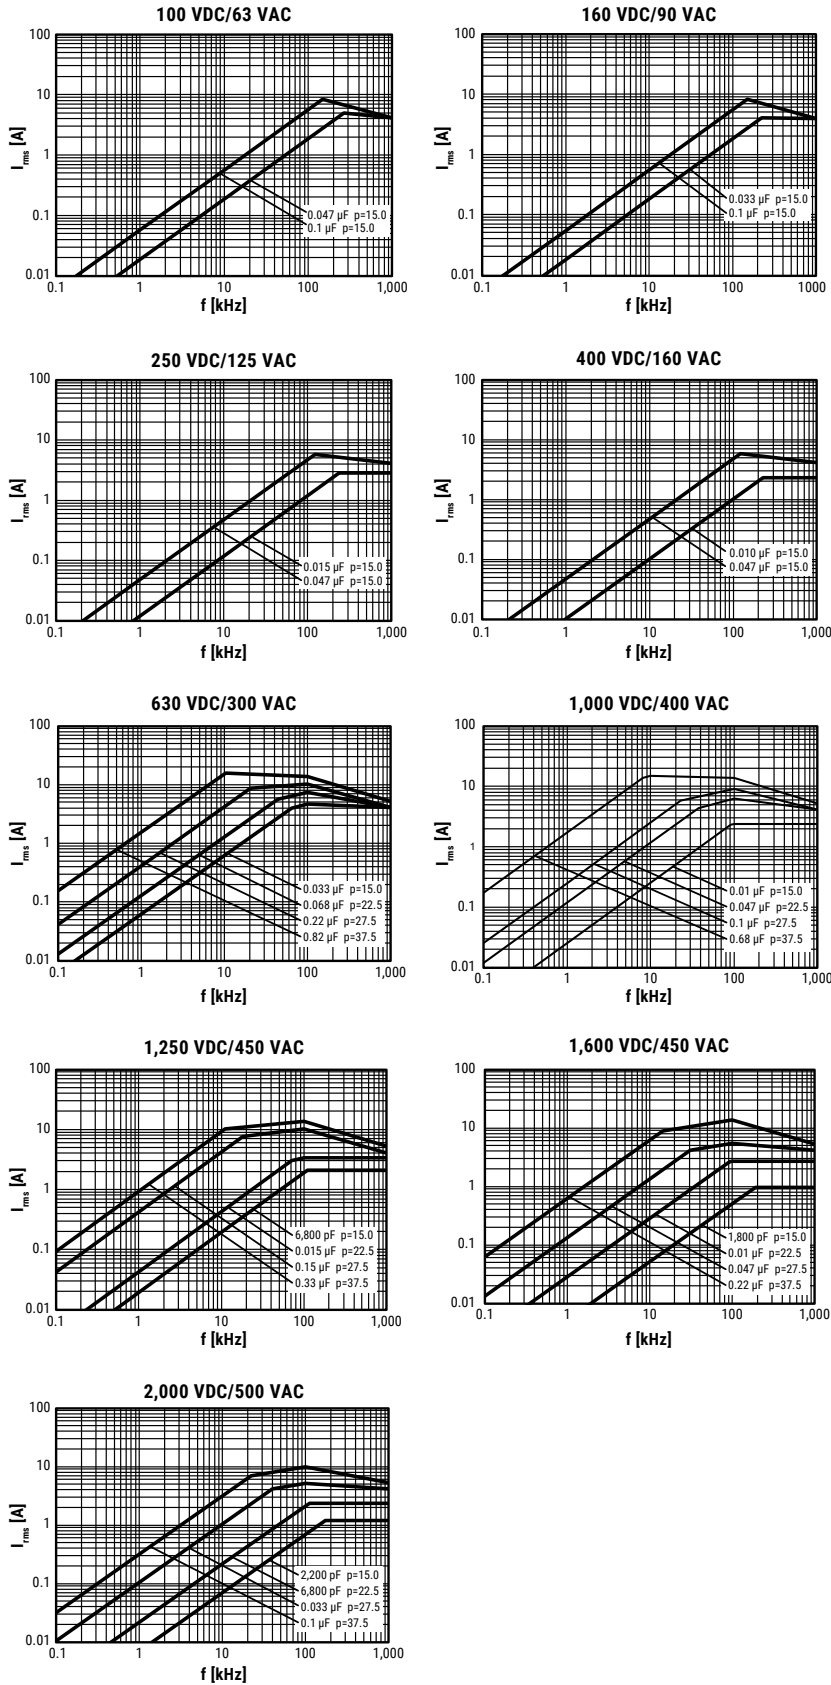 100 VDC/63 VAC
100
10
1
0.1
0.01
I rms [A]
0.047 µF p=15.0
0.1 µF p=15.0
0.1 1 10 100 1,000
f [kHz]
160 VDC/90 VAC
100
10
1
0.1
0.01
I rms [A]
0.033 µF p=15.0
0.1 µF p=15.0
0.1 1 10 100 1000
f [kHz]
250 VDC/125 VAC
100
10
1
0.1
0.01
I rms [A]
0.015 µF p=15.0
0.047 µF p=15.0
0.1 1 10 100 1,000
f [kHz]
400 VDC/160 VAC
100
10
1
0.1
0.01
I rms [A]
0.010 µF p=15.0
0.047 µF p=15.0
0.1 1 10 100 1,000
f [kHz]
630 VDC/300 VAC
100
10
1
0.1
0.01
I rms [A]
0.033 µF p=15.0
0.068 µF p=22.5
0.22 µF p=27.5
0.82 µF p=37.5
0.1 1 10 100 1,000
f [kHz]
1,000 VDC/400 VAC
100
10
1
0.1
0.01
I rms [A]
0.01 µF p=15.0
0.047 µF p=22.5
0.1 µF p=27.5
0.68 µF p=37.5
0.1 1 10 100 1,000
f [kHz]
1,250 VDC/450 VAC
100
10
1
0.1
0.01
I rms [A]
6,800 pF p=15.0
0.015 µF p=22.5
0.15 µF p=27.5
0.33 µF p=37.5
0.1 1 10 100 1,000
f [kHz]
1,600 VDC/450 VAC
100
10
1
0.1
0.01
I rms [A]
1,800 pF p=15.0
0.01 µF p=22.5
0.047 µF p=27.5
0.22 µF p=37.5
0.1 1 10 100 1,000
f [kHz]
2,000 VDC/500 VAC
100
10
1
0.1
0.01
I rms [A]
2,200 pF p=15.0
6,800 pF p=22.5
0.033 µF p=27.5
0.1 µF p=37.5
0.1 1 10 100 1,000
f [kHz]